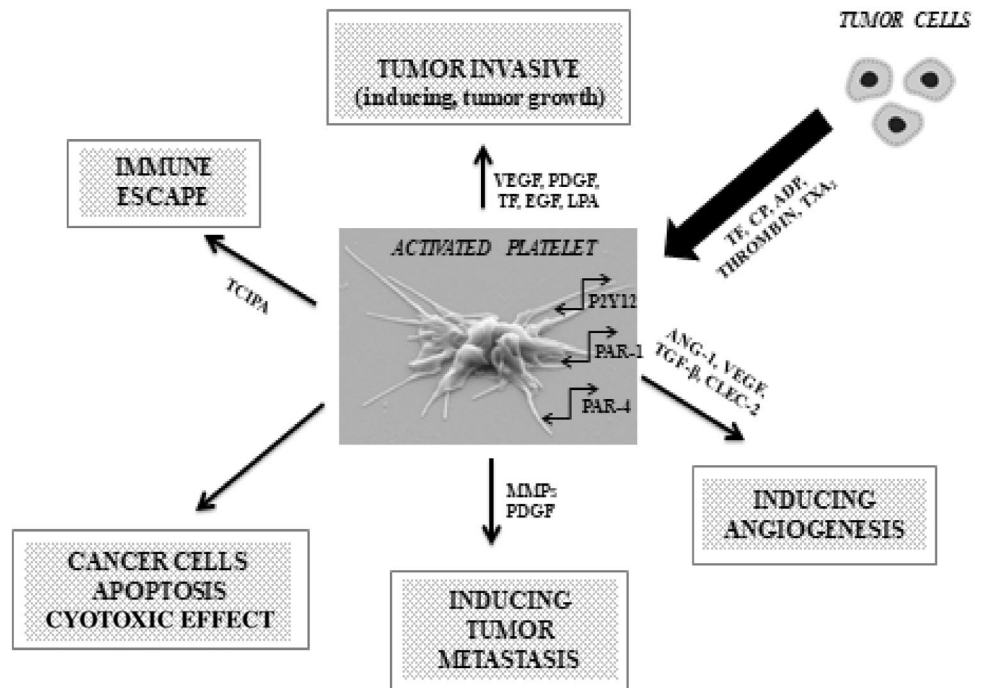 TUMOR CELLS
TUMOR INVASIVE
(inducing, tumor growth)
IMMUNE
ESCAPE
VEGF, PDGF,
TF, EGF, LPA
TF, CP, ADP,
THROMBIN, TXA₂
ACTIVATED PLATELET
TCIPA
P2Y12
PAR-1
PAR-4
ANG-1, VEGF,
TGF-β, CLEC-2
MMPs
PDGF
INDUCING
ANGIOGENESIS
CANCER CELLS
APOPTOSIS
CYOTOXIC EFFECT
INDUCING
TUMOR
METASTASIS